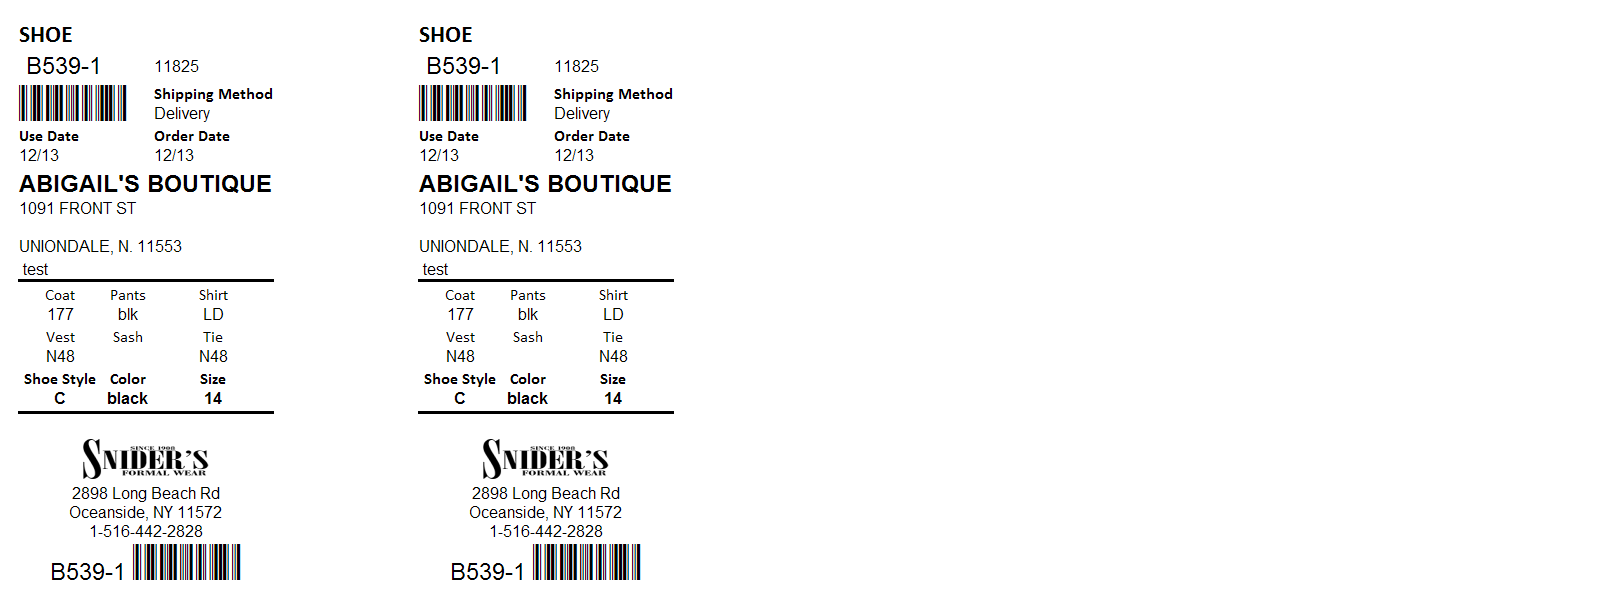 SHOE
B539-1 11825
Shipping Method
Delivery
Use Date Order Date
12/13 12/13
ABIGAIL'S BOUTIQUE
1091 FRONT ST
UNIONDALE, N. 11553
test
Coat Pants Shirt
177 blk LD
Vest Sash Tie
N48 N48
Shoe Style Color Size
C black 14
SINCE 1900
SNIDER'S
FORMAL WEAR
2898 Long Beach Rd
Oceanside, NY 11572
1-516-442-2828
B539-1
SHOE
B539-1 11825
Shipping Method
Delivery
Use Date Order Date
12/13 12/13
ABIGAIL'S BOUTIQUE
1091 FRONT ST
UNIONDALE, N. 11553
test
Coat Pants Shirt
177 blk LD
Vest Sash Tie
N48 N48
Shoe Style Color Size
C black 14
SINCE 1900
SNIDER'S
FORMAL WEAR
2898 Long Beach Rd
Oceanside, NY 11572
1-516-442-2828
B539-1